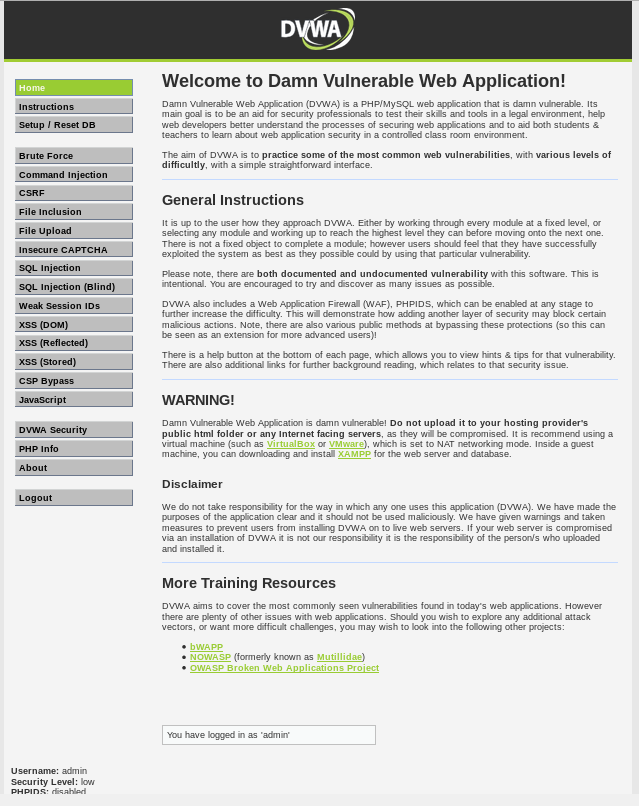 DVWA
Home
Instructions
Setup / Reset DB
Brute Force
Command Injection
CSRF
File Inclusion
File Upload
Insecure CAPTCHA
SQL Injection
SQL Injection (Blind)
Weak Session IDs
XSS (DOM)
XSS (Reflected)
XSS (Stored)
CSP Bypass
JavaScript
DVWA Security
PHP Info
About
Logout
Welcome to Damn Vulnerable Web Application!
Damn Vulnerable Web Application (DVWA) is a PHP/MySQL web application that is damn vulnerable. Its
main goal is to be an aid for security professionals to test their skills and tools in a legal environment, help
web developers better understand the processes of securing web applications and to aid both students &
teachers to learn about web application security in a controlled class room environment.
The aim of DVWA is to practice some of the most common web vulnerabilities, with various levels of
difficultly, with a simple straightforward interface.
General Instructions
It is up to the user how they approach DVWA. Either by working through every module at a fixed level, or
selecting any module and working up to reach the highest level they can before moving onto the next one.
There is not a fixed object to complete a module; however users should feel that they have successfully
exploited the system as best as they possible could by using that particular vulnerability.
Please note, there are both documented and undocumented vulnerability with this software. This is
intentional. You are encouraged to try and discover as many issues as possible.
DVWA also includes a Web Application Firewall (WAF), PHPIDS, which can be enabled at any stage to
further increase the difficulty. This will demonstrate how adding another layer of security may block certain
malicious actions. Note, there are also various public methods at bypassing these protections (so this can
be seen as an extension for more advanced users)!
There is a help button at the bottom of each page, which allows you to view hints & tips for that vulnerability.
There are also additional links for further background reading, which relates to that security issue.
WARNING!
Damn Vulnerable Web Application is damn vulnerable! Do not upload it to your hosting provider's
public html folder or any Internet facing servers, as they will be compromised. It is recommend using a
virtual machine (such as VirtualBox or VMware), which is set to NAT networking mode. Inside a guest
machine, you can downloading and install XAMPP for the web server and database.
Disclaimer
We do not take responsibility for the way in which any one uses this application (DVWA). We have made the
purposes of the application clear and it should not be used maliciously. We have given warnings and taken
measures to prevent users from installing DVWA on to live web servers. If your web server is compromised
via an installation of DVWA it is not our responsibility it is the responsibility of the person/s who uploaded
and installed it.
More Training Resources
DVWA aims to cover the most commonly seen vulnerabilities found in today's web applications. However
there are plenty of other issues with web applications. Should you wish to explore any additional attack
vectors, or want more difficult challenges, you may wish to look into the following other projects:
• bWAPP
• NOWASP (formerly known as Mutillidae)
• OWASP Broken Web Applications Project
You have logged in as 'admin'
Username: admin
Security Level: low
PHPIDS: disabled